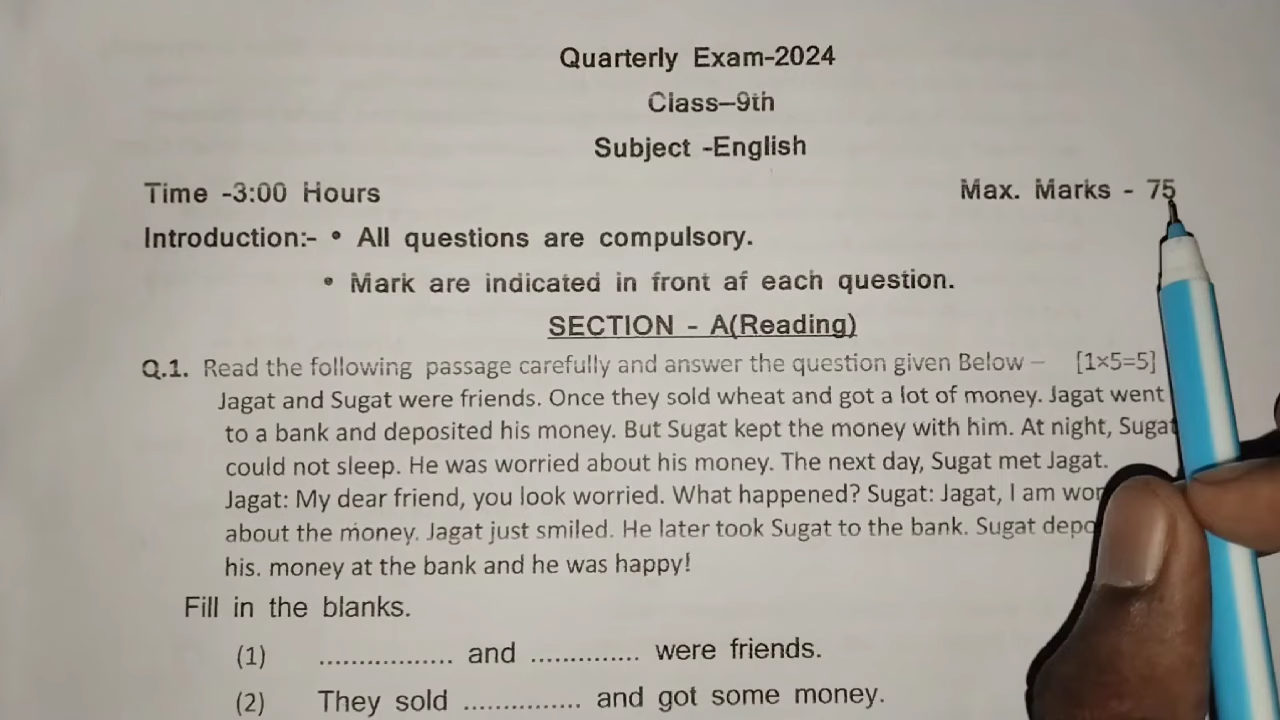 Quarterly Exam-2024
Class-9th
Subject -English
Time -3:00 Hours Max. Marks - 75
Introduction:- • All questions are compulsory.
• Mark are indicated in front af each question.
SECTION - A(Reading)
Q.1. Read the following passage carefully and answer the question given Below – [1×5=5]
Jagat and Sugat were friends. Once they sold wheat and got a lot of money. Jagat went
to a bank and deposited his money. But Sugat kept the money with him. At night, Sugat
could not sleep. He was worried about his money. The next day, Sugat met Jagat.
Jagat: My dear friend, you look worried. What happened? Sugat: Jagat, I am
about the money. Jagat just smiled. He later took Sugat to the bank. Sugat
his. money at the bank and he was happy!
Fill in the blanks.
(1) ................. and .............. were friends.
(2) They sold ............... and got some money.